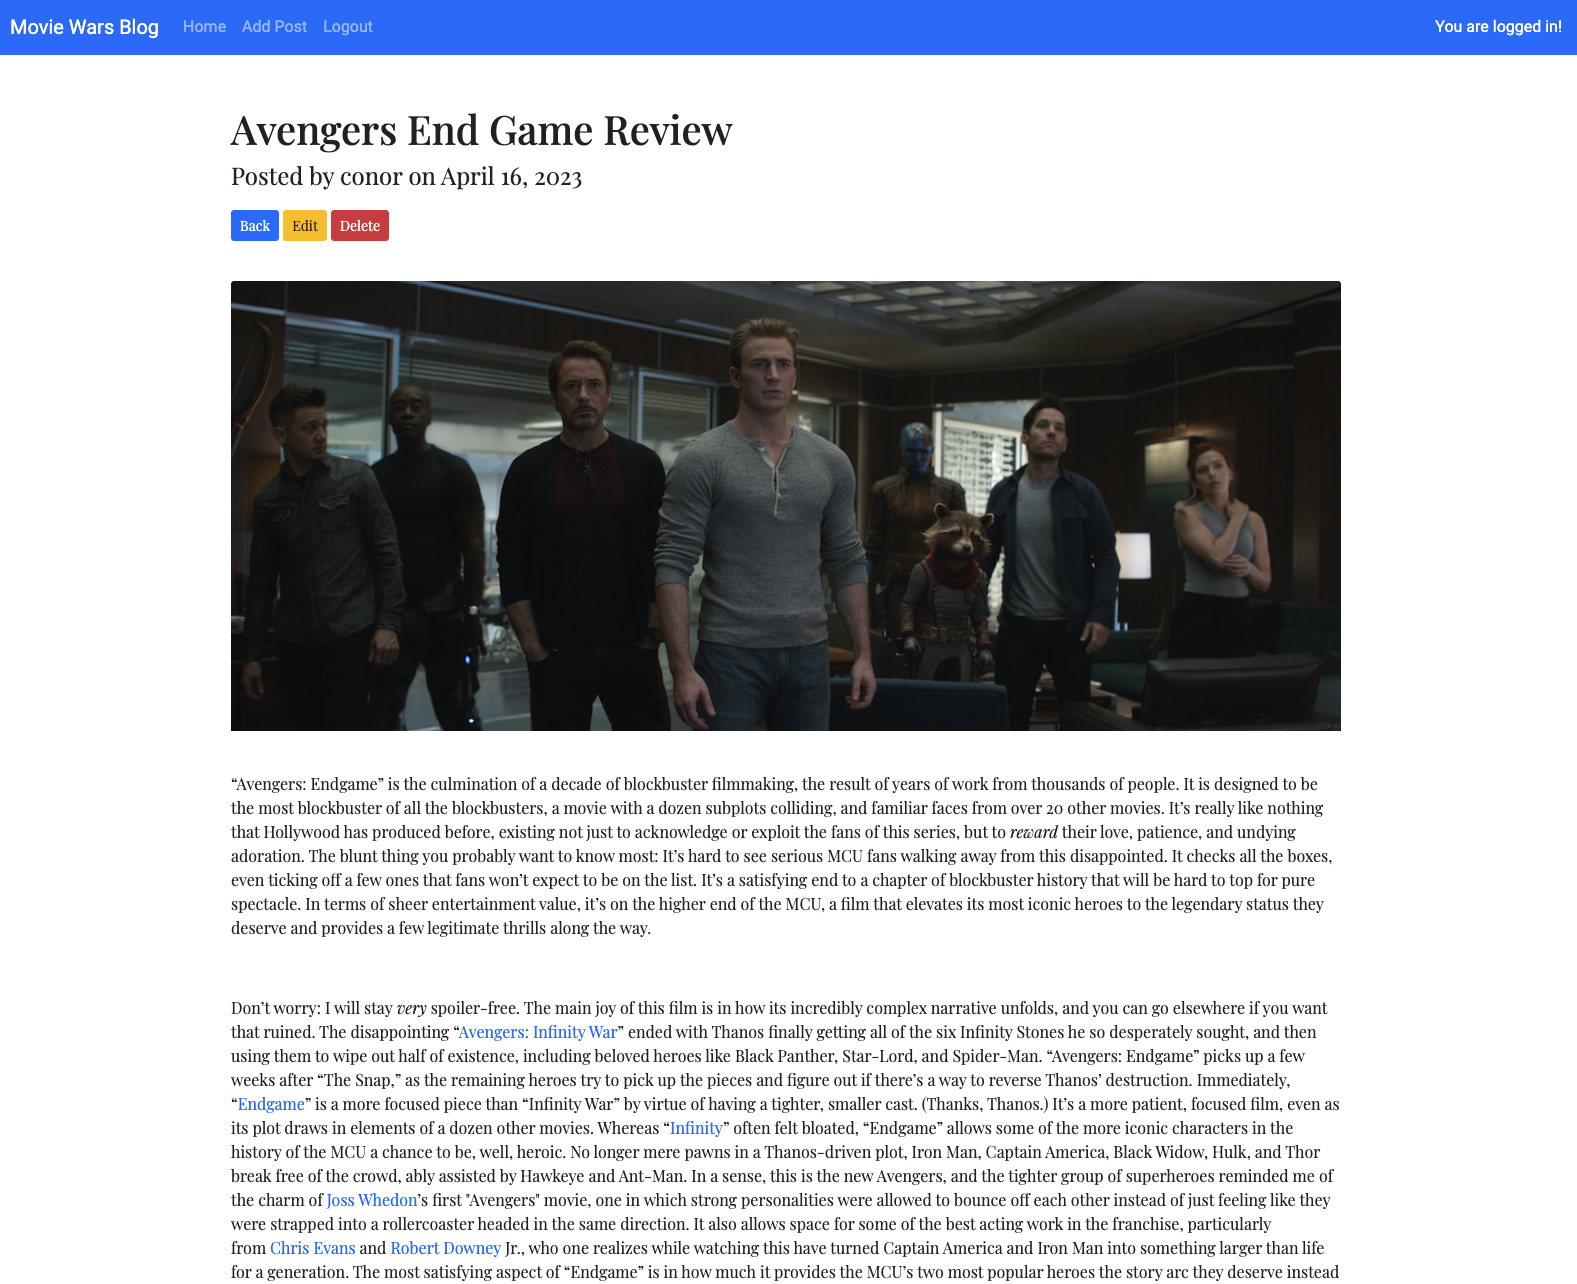 Movie Wars Blog Home Add Post Logout You are logged in!
Avengers End Game Review
Posted by conor on April 16, 2023
Back Edit Delete
“Avengers: Endgame” is the culmination of a decade of blockbuster filmmaking, the result of years of work from thousands of people. It is designed to be
the most blockbuster of all the blockbusters, a movie with a dozen subplots colliding, and familiar faces from over 20 other movies. It’s really like nothing
that Hollywood has produced before, existing not just to acknowledge or exploit the fans of this series, but to reward their love, patience, and undying
adoration. The blunt thing you probably want to know most: It’s hard to see serious MCU fans walking away from this disappointed. It checks all the boxes,
even ticking off a few ones that fans won’t expect to be on the list. It’s a satisfying end to a chapter of blockbuster history that will be hard to top for pure
spectacle. In terms of sheer entertainment value, it’s on the higher end of the MCU, a film that elevates its most iconic heroes to the legendary status they
deserve and provides a few legitimate thrills along the way.
Don’t worry: I will stay very spoiler-free. The main joy of this film is in how its incredibly complex narrative unfolds, and you can go elsewhere if you want
that ruined. The disappointing “Avengers: Infinity War” ended with Thanos finally getting all of the six Infinity Stones he so desperately sought, and then
using them to wipe out half of existence, including beloved heroes like Black Panther, Star-Lord, and Spider-Man. “Avengers: Endgame” picks up a few
weeks after “The Snap,” as the remaining heroes try to pick up the pieces and figure out if there’s a way to reverse Thanos’ destruction. Immediately,
“Endgame” is a more focused piece than “Infinity War” by virtue of having a tighter, smaller cast. (Thanks, Thanos.) It’s a more patient, focused film, even as
its plot draws in elements of a dozen other movies. Whereas “Infinity” often felt bloated, “Endgame” allows some of the more iconic characters in the
history of the MCU a chance to be, well, heroic. No longer mere pawns in a Thanos-driven plot, Iron Man, Captain America, Black Widow, Hulk, and Thor
break free of the crowd, ably assisted by Hawkeye and Ant-Man. In a sense, this is the new Avengers, and the tighter group of superheroes reminded me of
the charm of Joss Whedon’s first "Avengers" movie, one in which strong personalities were allowed to bounce off each other instead of just feeling like they
were strapped into a rollercoaster headed in the same direction. It also allows space for some of the best acting work in the franchise, particularly
from Chris Evans and Robert Downey Jr., who one realizes while watching this have turned Captain America and Iron Man into something larger than life
for a generation. The most satisfying aspect of “Endgame” is in how much it provides the MCU’s two most popular heroes the story arc they deserve instead